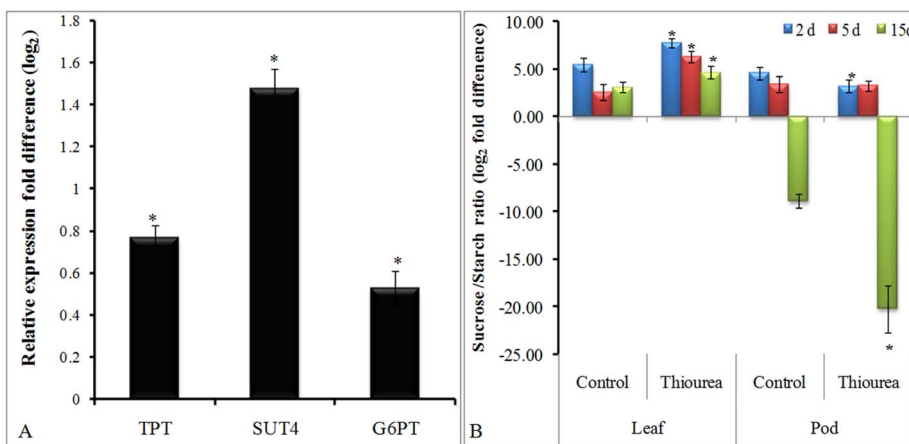 Relative expression fold difference (log2)
1.8
1.6
1.4
1.2
1
0.8
0.6
0.4
0.2
0
*
*
*
TPT SUT4 G6PT
A
Sucrose/Starch ratio (log2 fold diffenence)
10.00
5.00
0.00
-5.00
-10.00
-15.00
-20.00
-25.00
2 d 5 d 15d
* * * *
*
Control Thiourea Control Thiourea
Leaf Pod
B